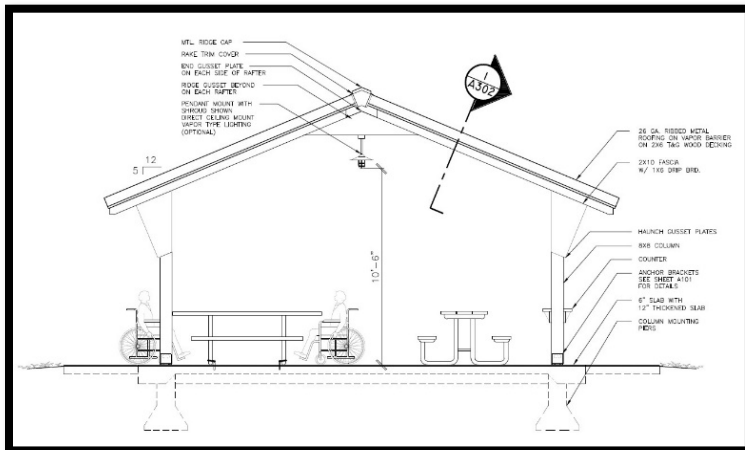 MTL. RIDGE CAP
RAKE TRIM COVER
END GUSSET PLATE
ON EACH SIDE OF RAFTER
RIDGE GUSSET BEYOND
ON EACH RAFTER
PENDANT MOUNT WITH
SHROUD SHOWN
DIRECT CEILING MOUNT
VAPOR TYPE LIGHTING
(OPTIONAL)
1
A302
12
5
26 GA. RIBBED METAL
ROOFING ON VAPOR BARRIER
ON 2X6 T&G WOOD DECKING
2X10 FASCIA
W/ 1X6 DRIP BRD.
HAUNCH GUSSET PLATES
8X8 COLUMN
COUNTER
ANCHOR BRACKETS
SEE SHEET A101
FOR DETAILS
6" SLAB WITH
12" THICKENED SLAB
COLUMN MOUNTING
PIERS
10'-6"